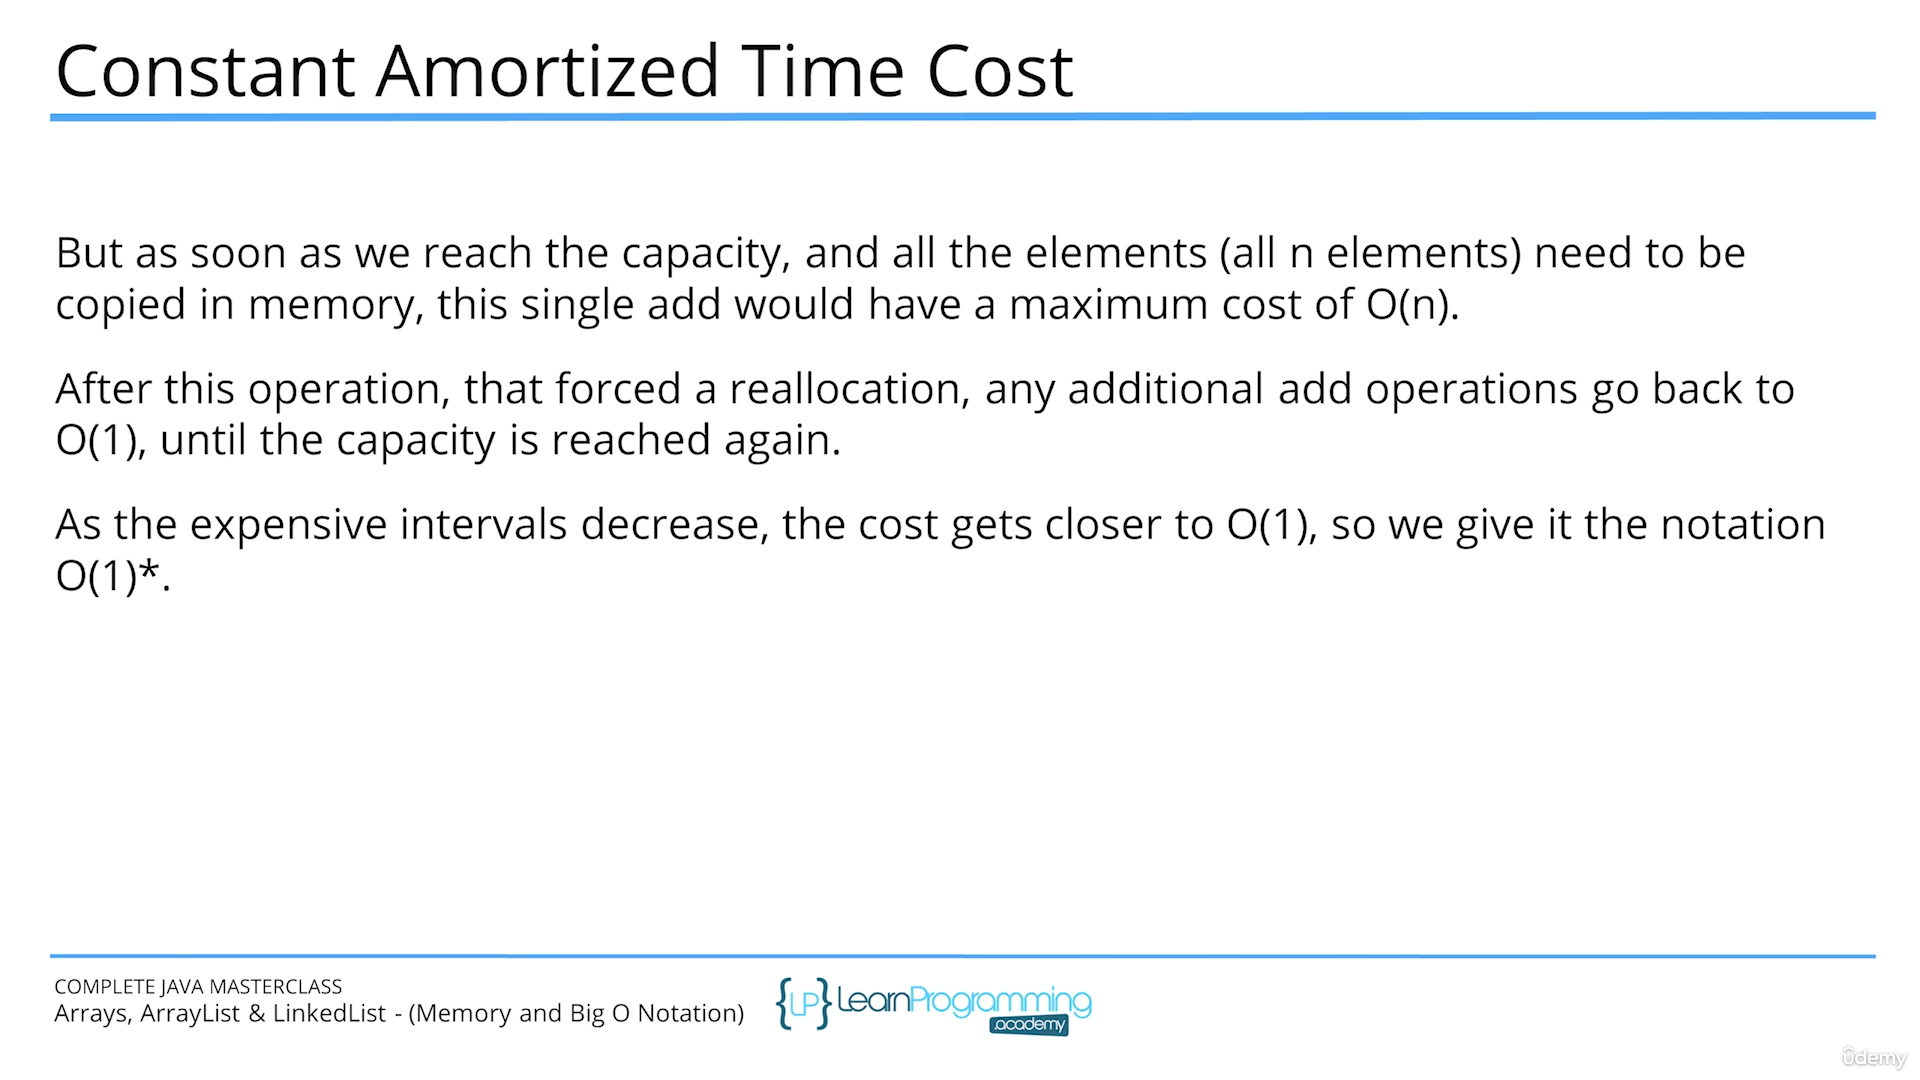 Constant Amortized Time Cost
But as soon as we reach the capacity, and all the elements (all n elements) need to be
copied in memory, this single add would have a maximum cost of O(n).
After this operation, that forced a reallocation, any additional add operations go back to
O(1), until the capacity is reached again.
As the expensive intervals decrease, the cost gets closer to O(1), so we give it the notation
O(1)*.
COMPLETE JAVA MASTERCLASS
Arrays, ArrayList & LinkedList - (Memory and Big O Notation)
{LP} LearnProgramming
.academy
ûdemy